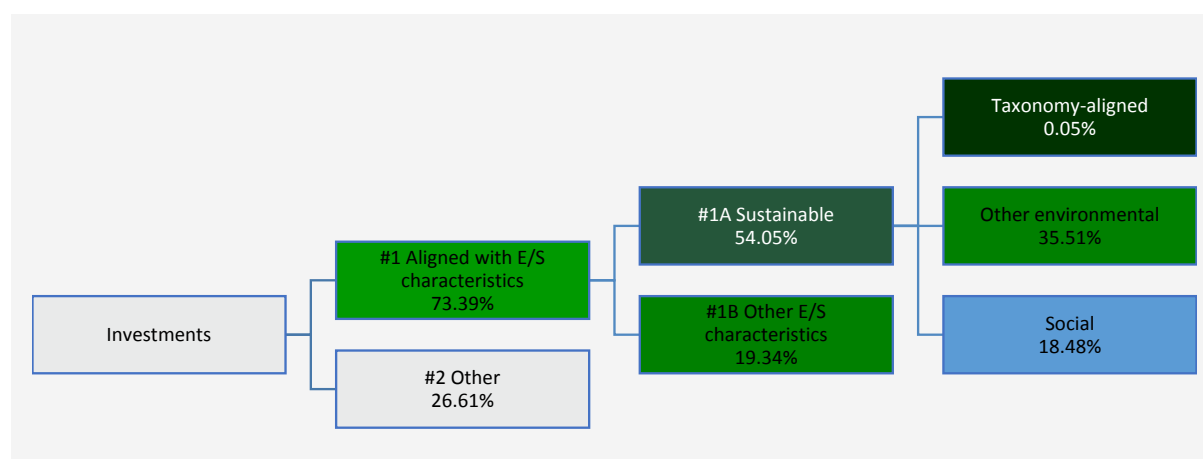 Investments
#1 Aligned with E/S
characteristics
73.39%
#2 Other
26.61%
#1A Sustainable
54.05%
#1B Other E/S
characteristics
19.34%
Taxonomy-aligned
0.05%
Other environmental
35.51%
Social
18.48%